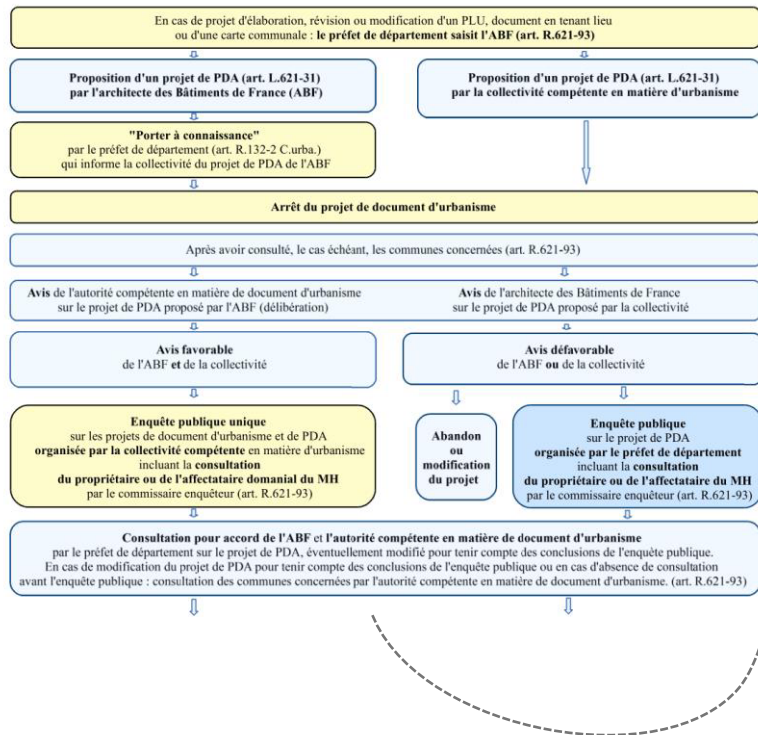 En cas de projet d'élaboration, révision ou modification d'un PLU, document en tenant lieu
ou d'une carte communale : le préfet de département saisit l'ABF (art. R.621-93)
Proposition d'un projet de PDA (art. L.621-31)
par l'architecte des Bâtiments de France (ABF)
Proposition d'un projet de PDA (art. L.621-31)
par la collectivité compétente en matière d'urbanisme
"Porter à connaissance"
par le préfet de département (art. R.132-2 C.urba.)
qui informe la collectivité du projet de PDA de l'ABF
Arrêt du projet de document d'urbanisme
Après avoir consulté, le cas échéant, les communes concernées (art. R.621-93)
Avis de l'autorité compétente en matière de document d'urbanisme
sur le projet de PDA proposé par l'ABF (délibération)
Avis de l'architecte des Bâtiments de France
sur le projet de PDA proposé par la collectivité
Avis favorable
de l'ABF et de la collectivité
Avis défavorable
de l'ABF ou de la collectivité
Enquête publique unique
sur les projets de document d'urbanisme et de PDA
organisée par la collectivité compétente en matière d'urbanisme
incluant la consultation
du propriétaire ou de l'affectataire domanial du MH
par le commissaire enquêteur (art. R.621-93)
Abandon
ou
modification
du projet
Enquête publique
sur le projet de PDA
organisée par le préfet de département
incluant la consultation
du propriétaire ou de l'affectataire du MH
par le commissaire enquêteur (art. R.621-93)
Consultation pour accord de l'ABF et l'autorité compétente en matière de document d'urbanisme
par le préfet de département sur le projet de PDA, éventuellement modifié pour tenir compte des conclusions de l'enquête publique.
En cas de modification du projet de PDA pour tenir compte des conclusions de l'enquête publique ou en cas d'absence de consultation
avant l'enquête publique : consultation des communes concernées par l'autorité compétente en matière de document d'urbanisme. (art. R.621-93)